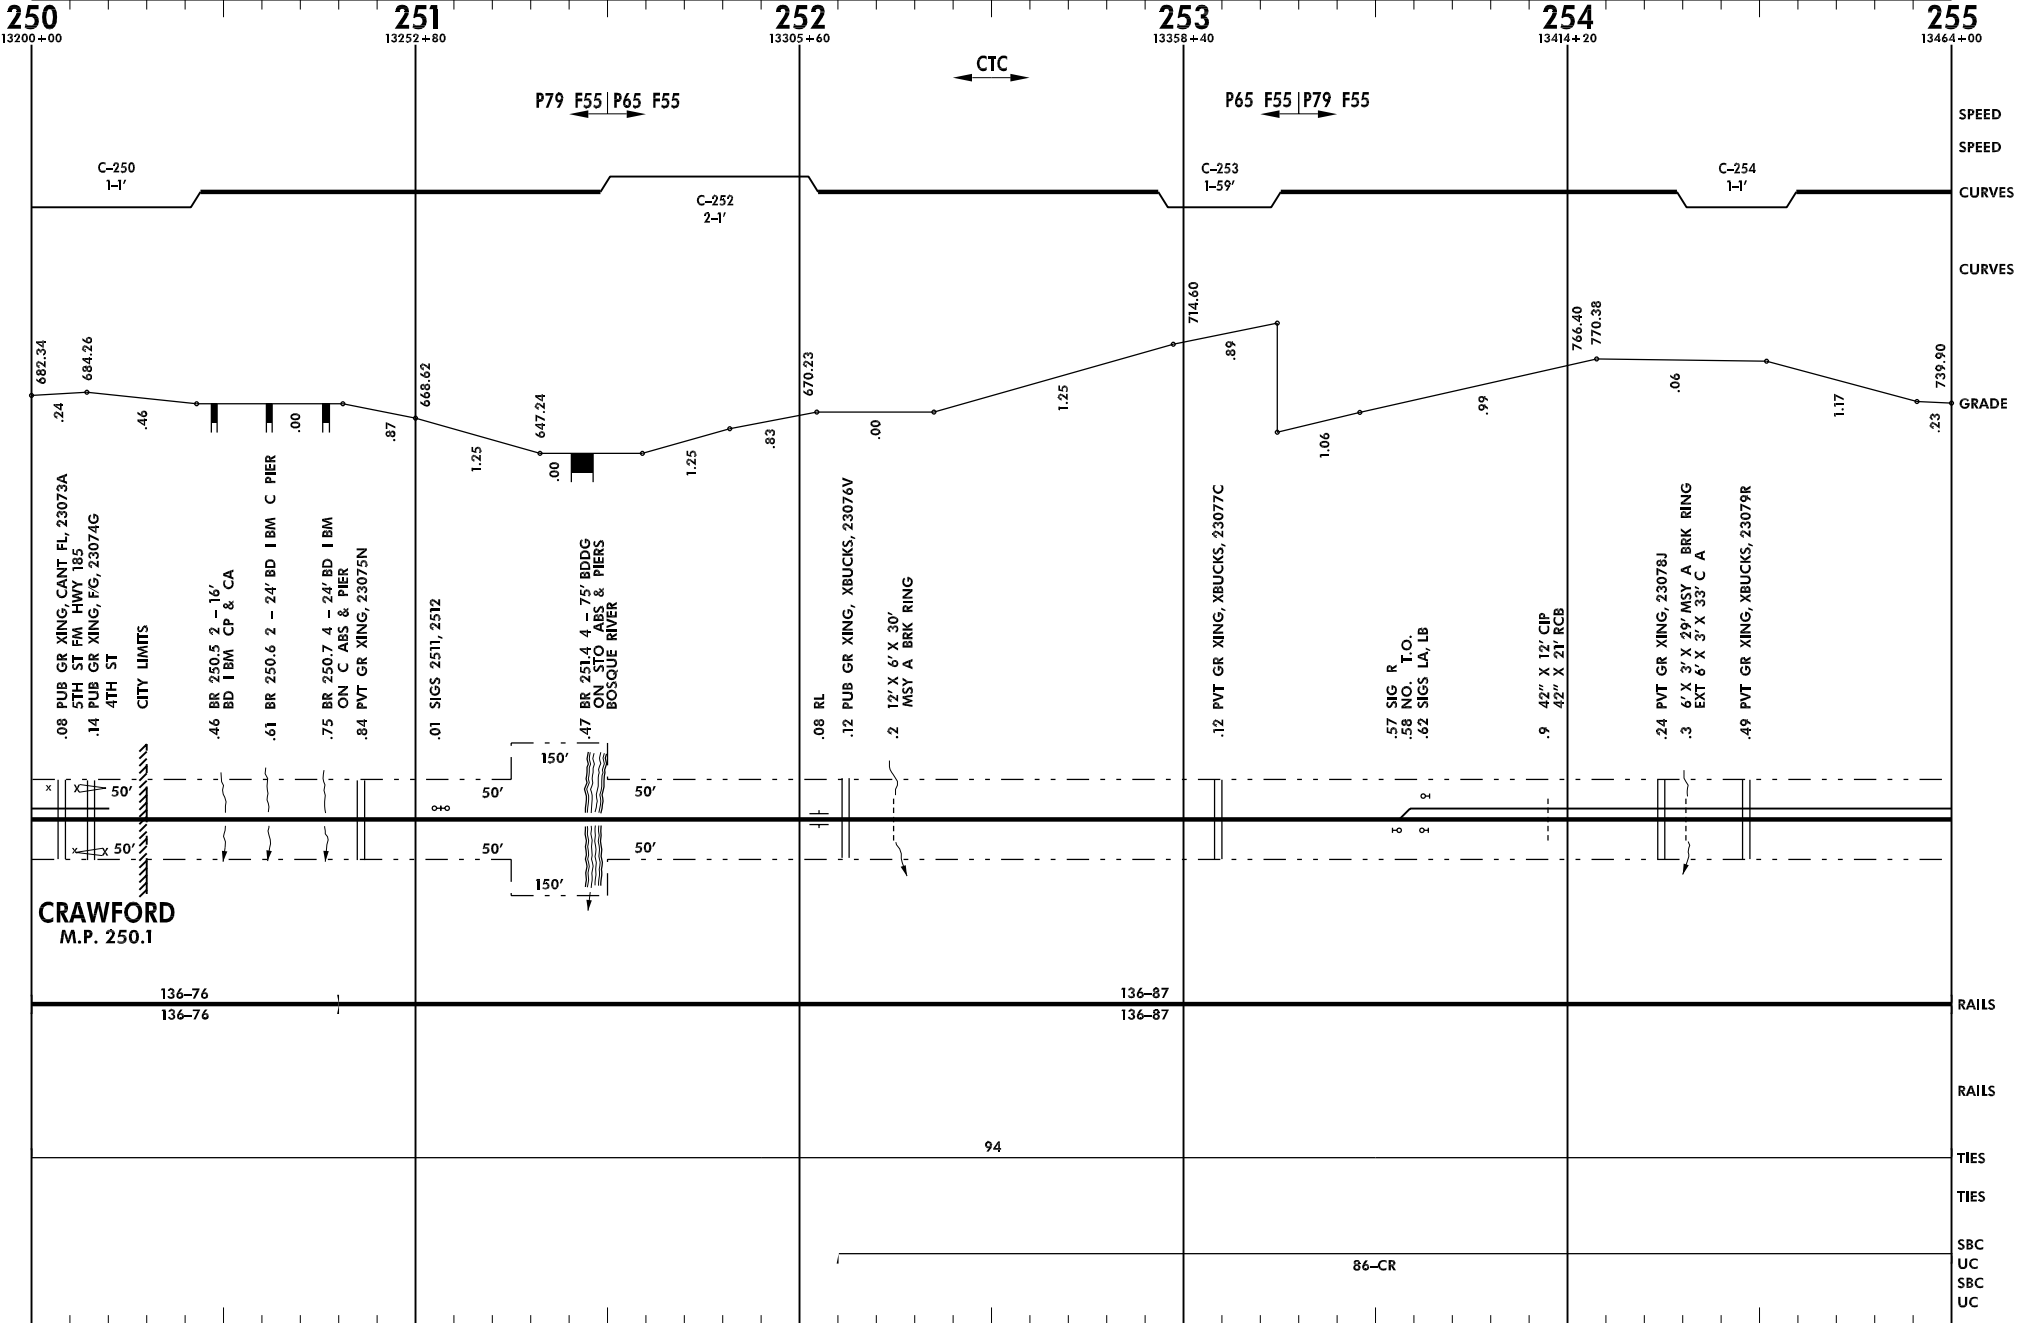 250 251 252 253 254 255
13200+00 13252+80 13305+60 13358+40 13414+20 13464+00
CTC
P79 F55 P65 F55
P65 F55 P79 F55
SPEED
SPEED
C-250
1-1'
C-252
2-1'
C-253
1-59'
C-254
1-1'
CURVES
CURVES
682.34
684.26
668.62
647.24
670.23
714.60
766.40
770.38
739.90
.24
.46
.00
.87
1.25
.00
1.25
.83
.00
1.25
.89
1.06
.99
.06
1.17
.23
GRADE
.08 PUB GR XING, CANT FL, 23073A
5TH ST FM HWY 185
.14 PUB GR XING, F/G, 23074G
4TH ST
CITY LIMITS
.46 BR 250.5 2 - 16'
BD I BM CP & CA
.61 BR 250.6 2 - 24' BD I BM C PIER
.75 BR 250.7 4 - 24' BD I BM
ON C ABS & PIER
.84 PVT GR XING, 23075N
.01 SIGS 2511, 2512
.47 BR 251.4 4 - 75' BDDG
ON STO ABS & PIERS
BOSQUE RIVER
.08 RL
.12 PUB GR XING, XBUCKS, 23076V
.2 12' X 6' X 30'
MSY A BRK RING
.12 PVT GR XING, XBUCKS, 23077C
.57 SIG R
.58 NO. T.O.
.62 SIGS LA, LB
.9 42" X 12' CIP
42" X 21' RCB
.24 PVT GR XING, 23078J
.3 6' X 3' X 29' MSY A BRK RING
EXT 6' X 3' X 33' C A
.49 PVT GR XING, XBUCKS, 23079R
150'
X X 50' 50' 50'
X X 50' 50' 50'
150'
CRAWFORD
M.P. 250.1
136-76 136-87
136-76 136-87
RAILS
RAILS
94
TIES
TIES
86-CR
SBC
UC
SBC
UC